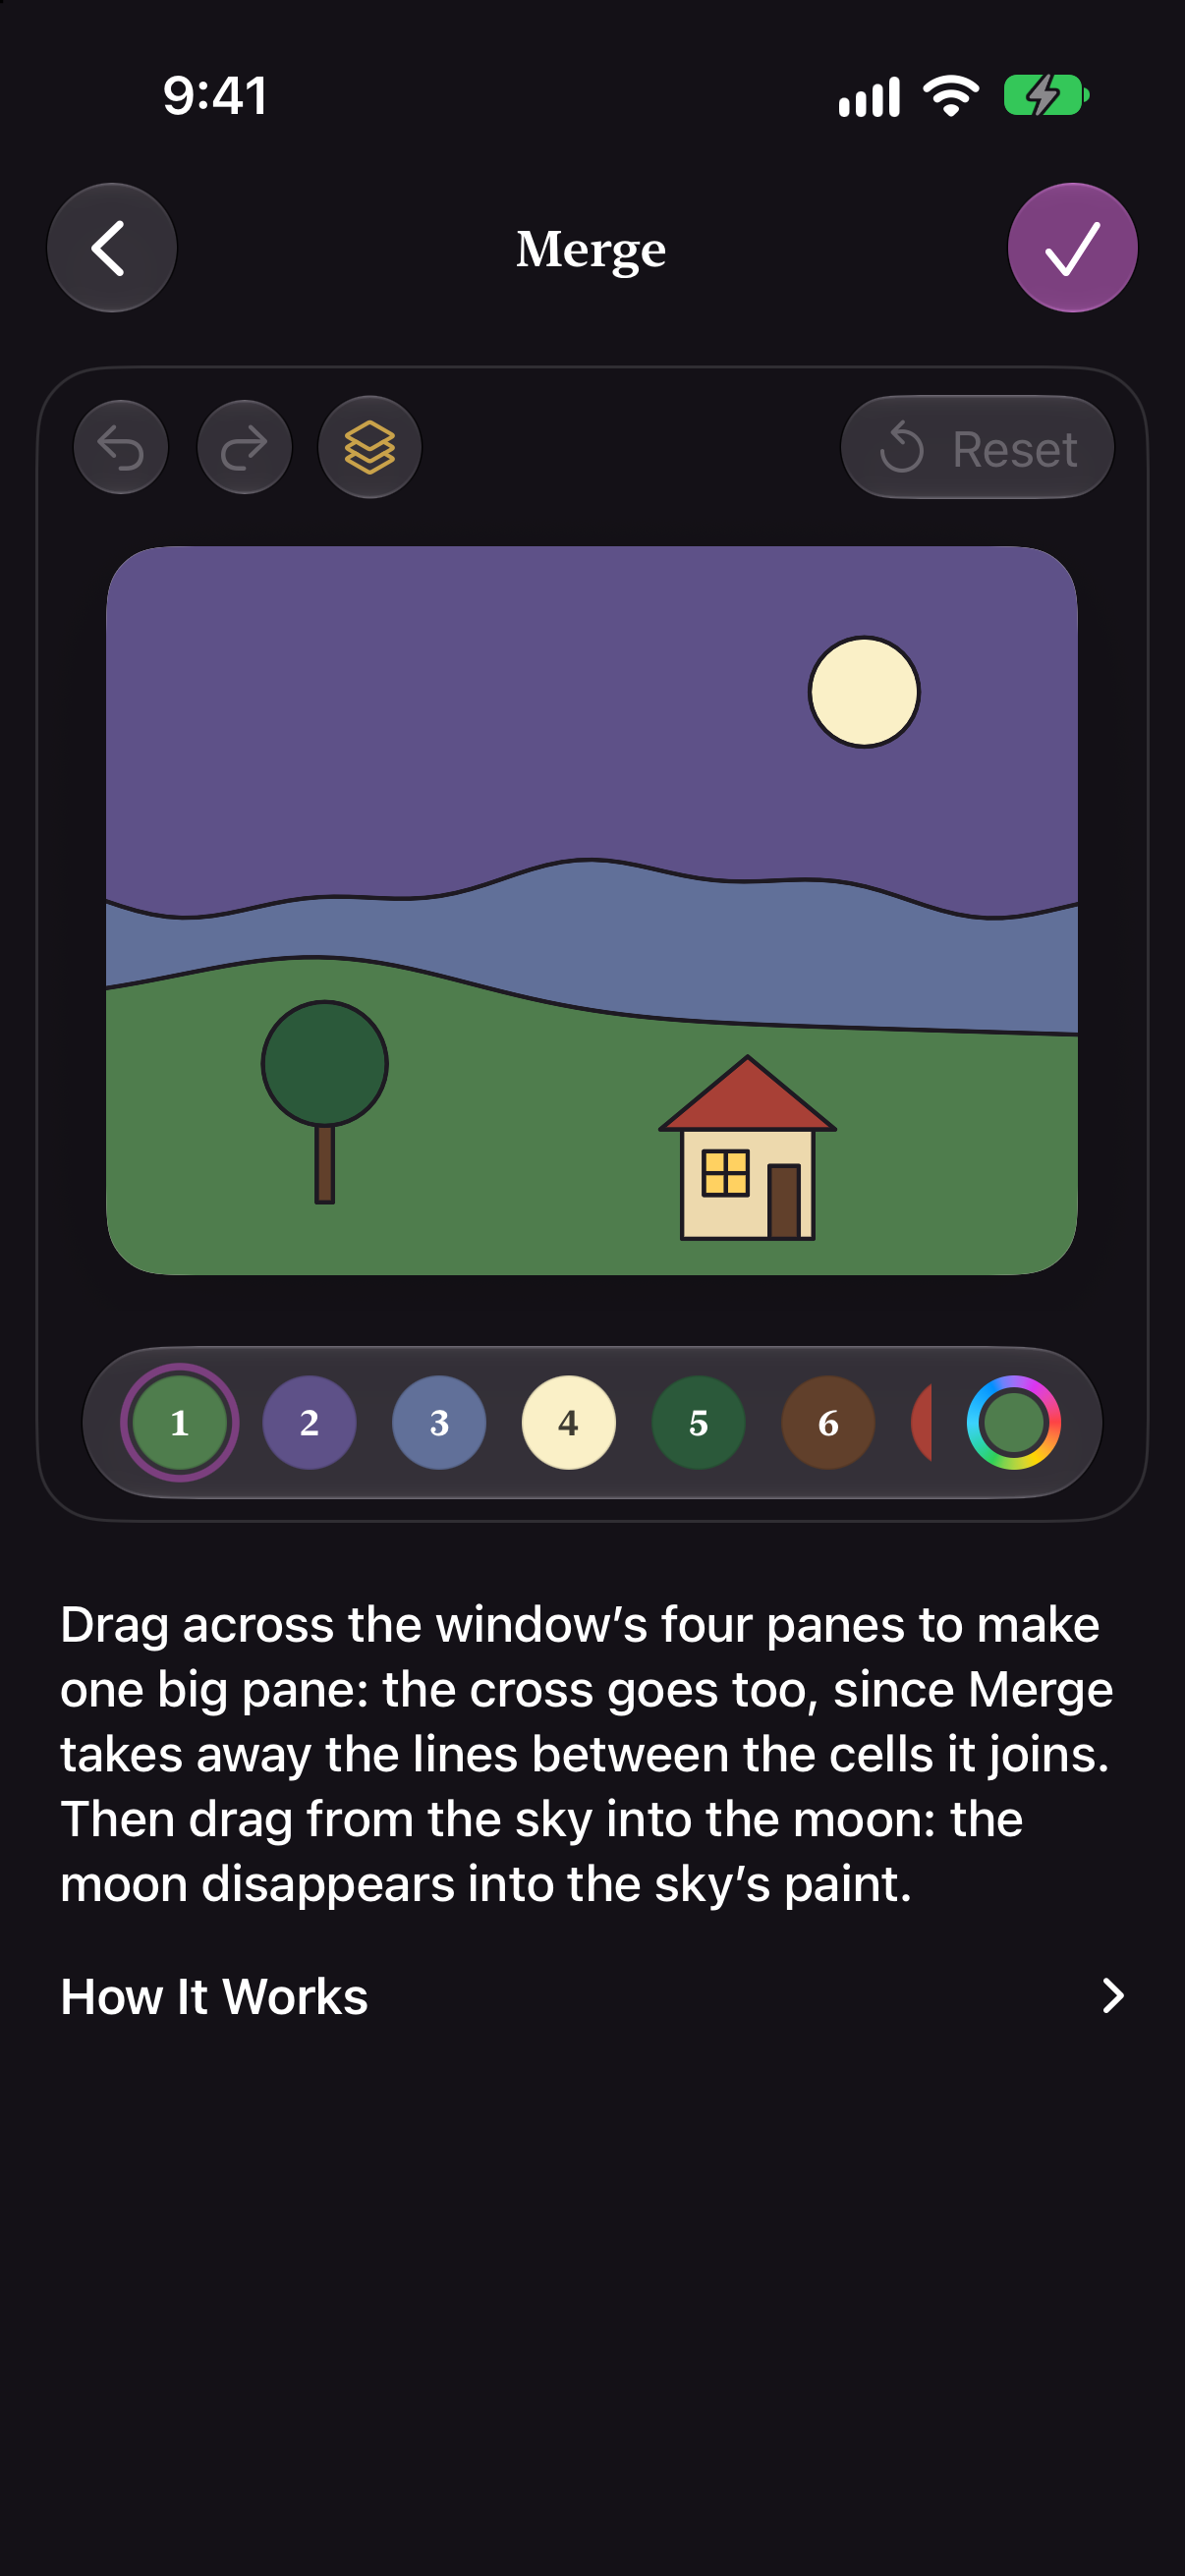 9:41
Merge
Reset
1 2 3 4 5 6
Drag across the window’s four panes to make
one big pane: the cross goes too, since Merge
takes away the lines between the cells it joins.
Then drag from the sky into the moon: the
moon disappears into the sky’s paint.
How It Works